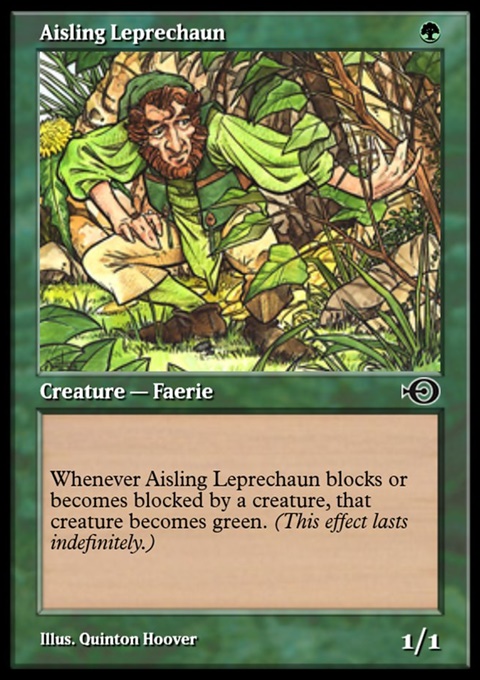 Aisling Leprechaun
Creature — Faerie
Whenever Aisling Leprechaun blocks or
becomes blocked by a creature, that
creature becomes green. (This effect lasts
indefinitely.)
Illus. Quinton Hoover
1/1